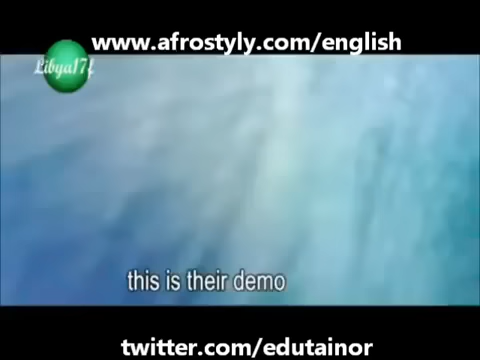 www.afrostyly.com/english
Libya17f
this is their demo
twitter.com/edutainor